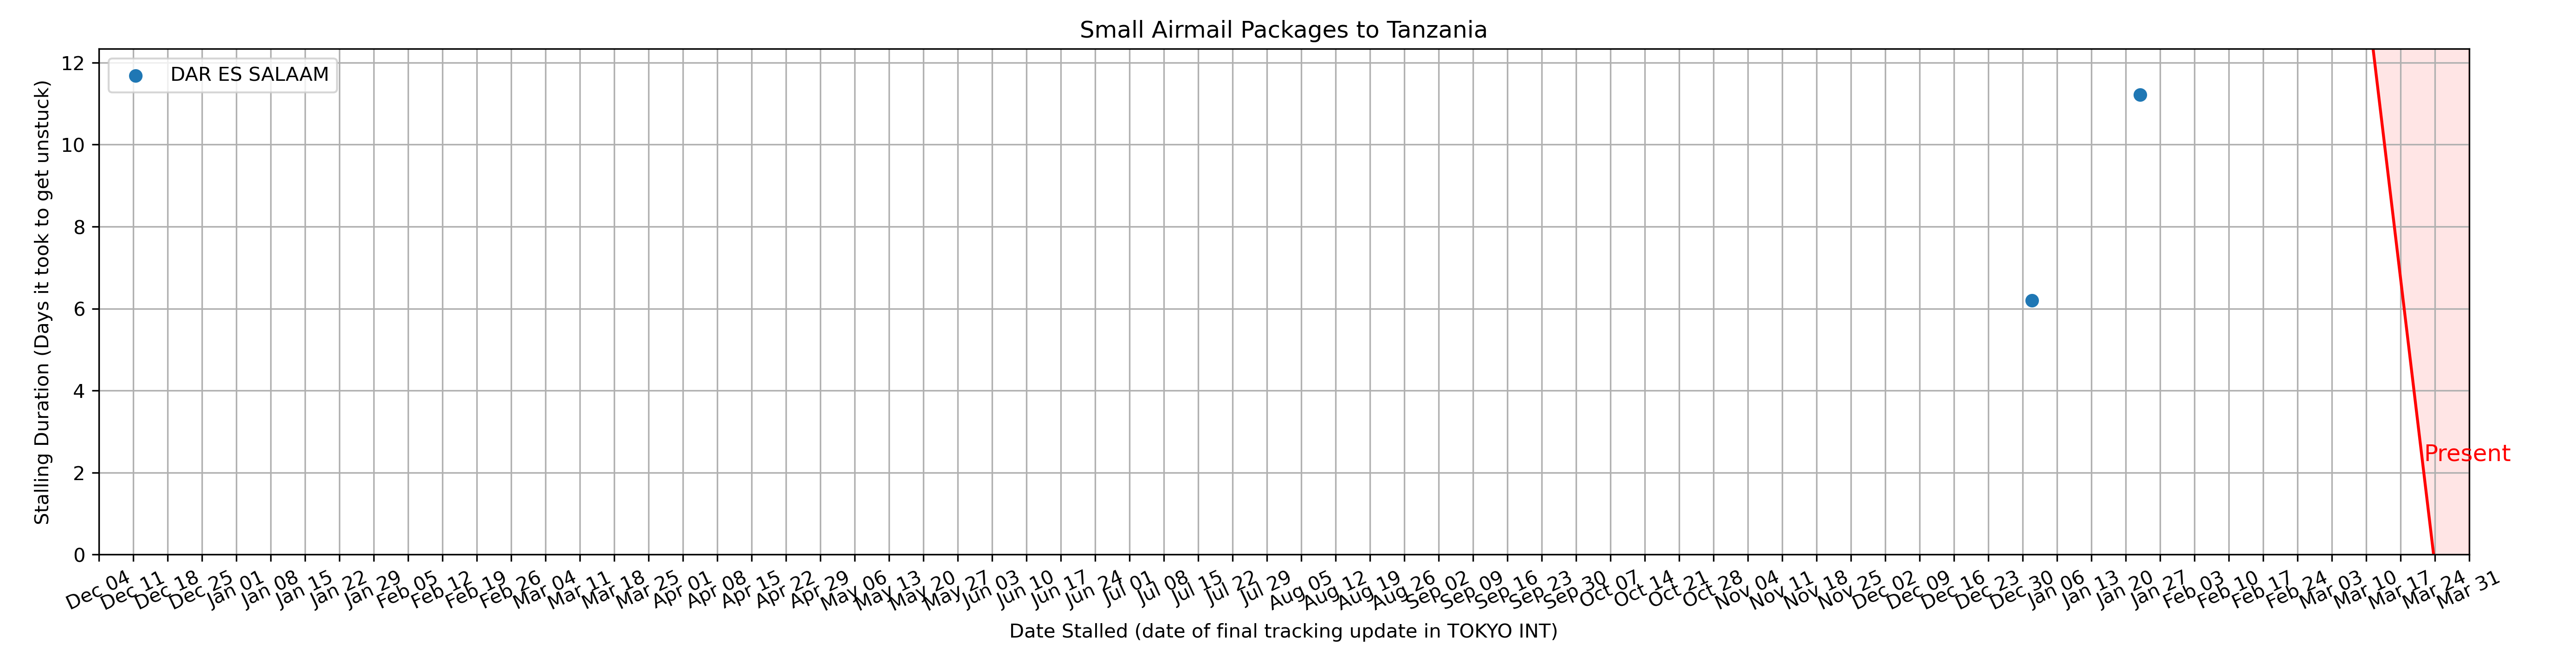 Small Airmail Packages to Tanzania
DAR ES SALAAM
Stalling Duration (Days it took to get unstuck)
12
10
8
6
4
2
0
Present
Dec 04 Dec 11 Dec 18 Dec 25 Jan 01 Jan 08 Jan 15 Jan 22 Jan 29 Feb 05 Feb 12 Feb 19 Feb 26 Mar 04 Mar 11 Mar 18 Mar 25 Apr 01 Apr 08 Apr 15 Apr 22 Apr 29 May 06 May 13 May 20 May 27 Jun 03 Jun 10 Jun 17 Jun 24 Jul 01 Jul 08 Jul 15 Jul 22 Jul 29 Aug 05 Aug 12 Aug 19 Aug 26 Sep 02 Sep 09 Sep 16 Sep 23 Sep 30 Oct 07 Oct 14 Oct 21 Oct 28 Nov 04 Nov 11 Nov 18 Nov 25 Dec 02 Dec 09 Dec 16 Dec 23 Dec 30 Jan 06 Jan 13 Jan 20 Jan 27 Feb 03 Feb 10 Feb 17 Feb 24 Mar 03 Mar 10 Mar 17 Mar 24 Mar 31
Date Stalled (date of final tracking update in TOKYO INT)